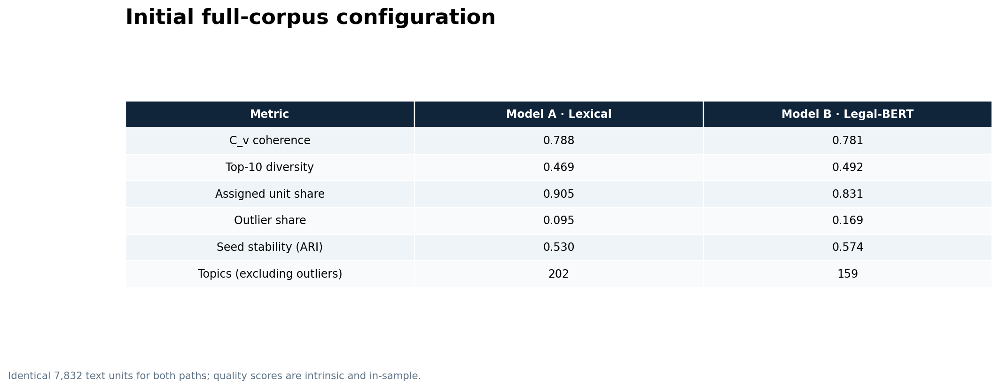 Initial full-corpus configuration
Metric Model A · Lexical Model B · Legal-BERT
C_v coherence 0.788 0.781
Top-10 diversity 0.469 0.492
Assigned unit share 0.905 0.831
Outlier share 0.095 0.169
Seed stability (ARI) 0.530 0.574
Topics (excluding outliers) 202 159
Identical 7,832 text units for both paths; quality scores are intrinsic and in-sample.